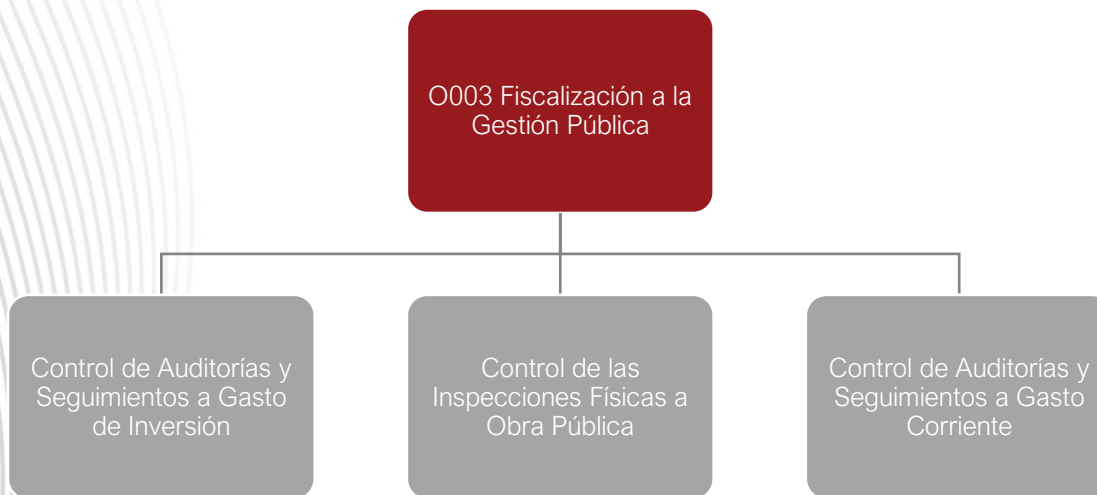 O003 Fiscalización a la
Gestión Pública
Control de Auditorías y
Seguimientos a Gasto
de Inversión
Control de las
Inspecciones Físicas a
Obra Pública
Control de Auditorías y
Seguimientos a Gasto
Corriente